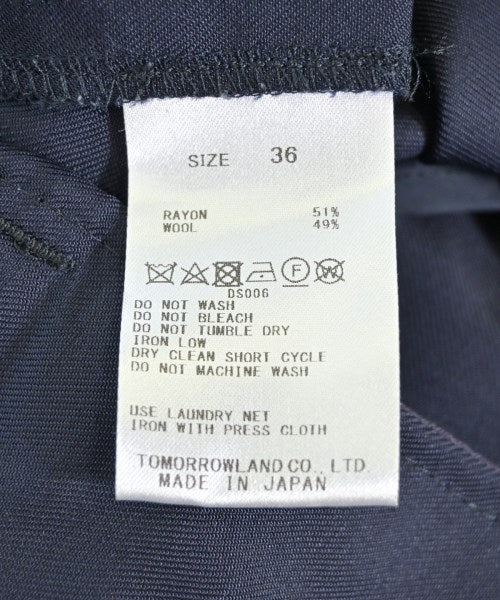 SIZE 36
RAYON 51%
WOOL 49%
F W
DS006
DO NOT WASH
DO NOT BLEACH
DO NOT TUMBLE DRY
IRON LOW
DRY CLEAN SHORT CYCLE
DO NOT MACHINE WASH
USE LAUNDRY NET
IRON WITH PRESS CLOTH
TOMORROWLAND CO., LTD.
MADE IN JAPAN